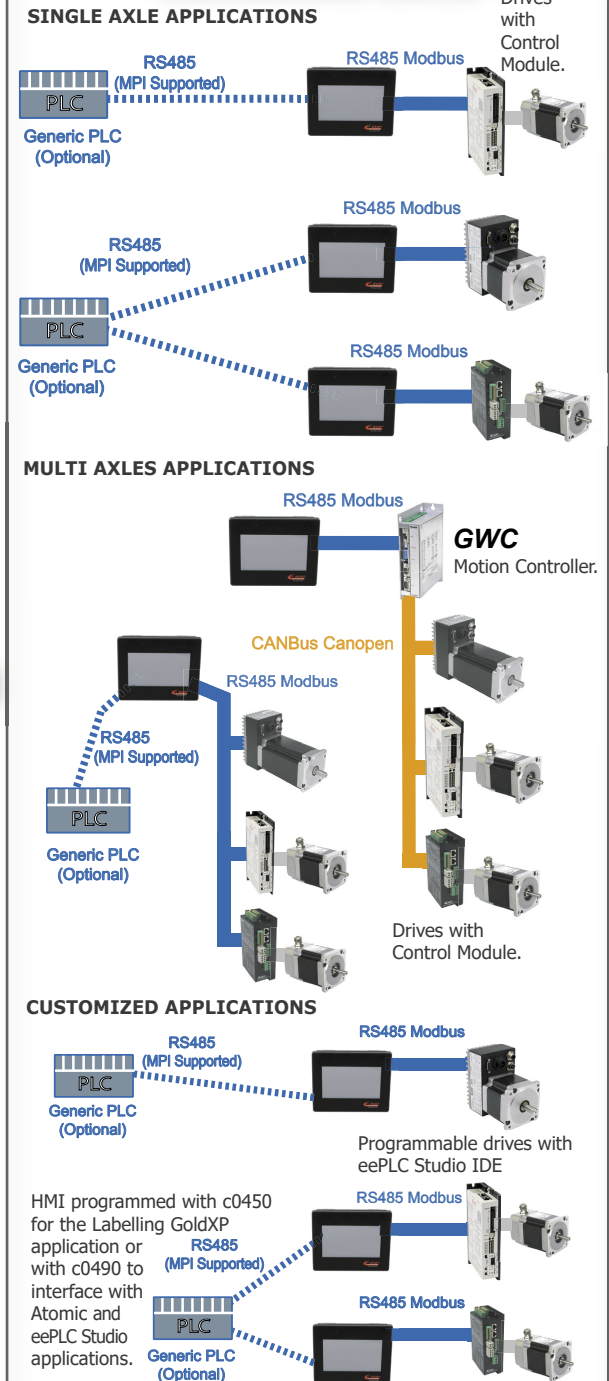 SINGLE AXLE APPLICATIONS
Drives
with
Control
Module.
RS485
(MPI Supported)
RS485 Modbus
PLC
Generic PLC
(Optional)
RS485 Modbus
RS485
(MPI Supported)
PLC
Generic PLC
(Optional)
RS485 Modbus
MULTI AXLES APPLICATIONS
RS485 Modbus
GWC
Motion Controller.
CANBus Canopen
RS485 Modbus
RS485
(MPI Supported)
PLC
Generic PLC
(Optional)
Drives with
Control Module.
CUSTOMIZED APPLICATIONS
RS485
(MPI Supported)
RS485 Modbus
PLC
Generic PLC
(Optional)
Programmable drives with
eePLC Studio IDE
HMI programmed with c0450
for the Labelling GoldXP
application or
with c0490 to
interface with
Atomic and
eePLC Studio
applications.
RS485 Modbus
RS485
(MPI Supported)
PLC
Generic PLC
(Optional)
RS485 Modbus